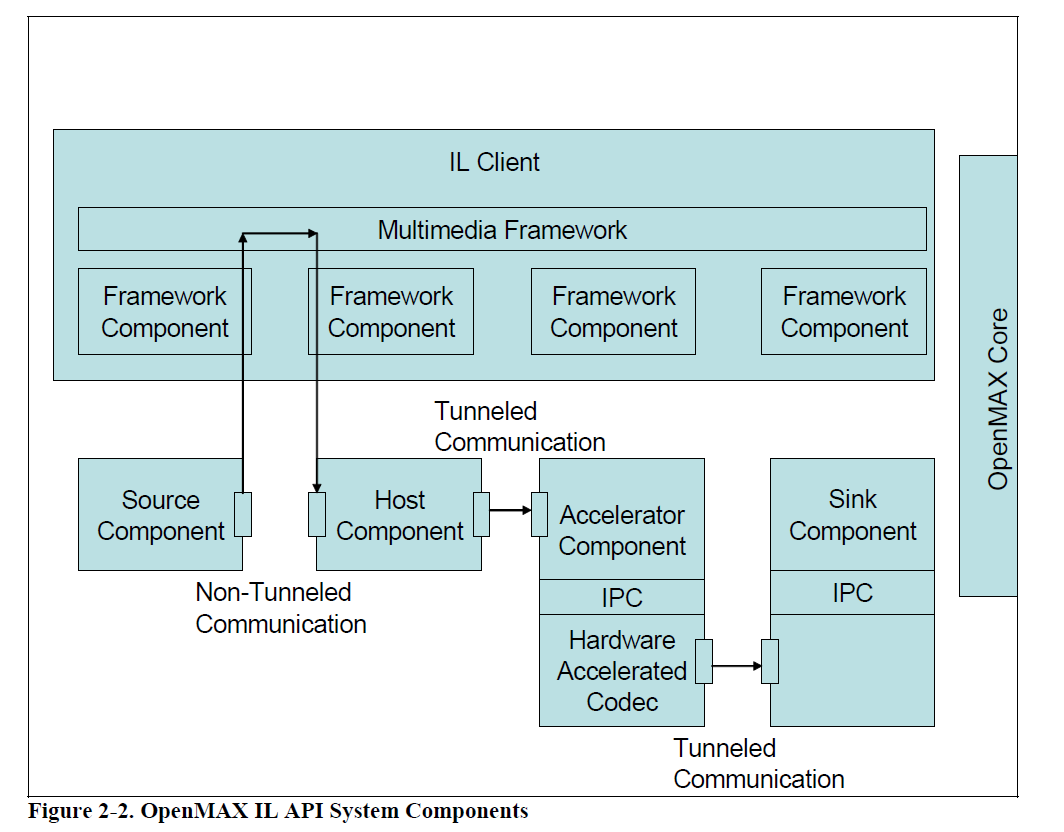 IL Client
Multimedia Framework
Framework
Component
Framework
Component
Framework
Component
Framework
Component
OpenMAX Core
Tunneled
Communication
Source
Component
Host
Component
Accelerator
Component
IPC
Hardware
Accelerated
Codec
Sink
Component
IPC
Non-Tunneled
Communication
Tunneled
Communication
Figure 2-2. OpenMAX IL API System Components